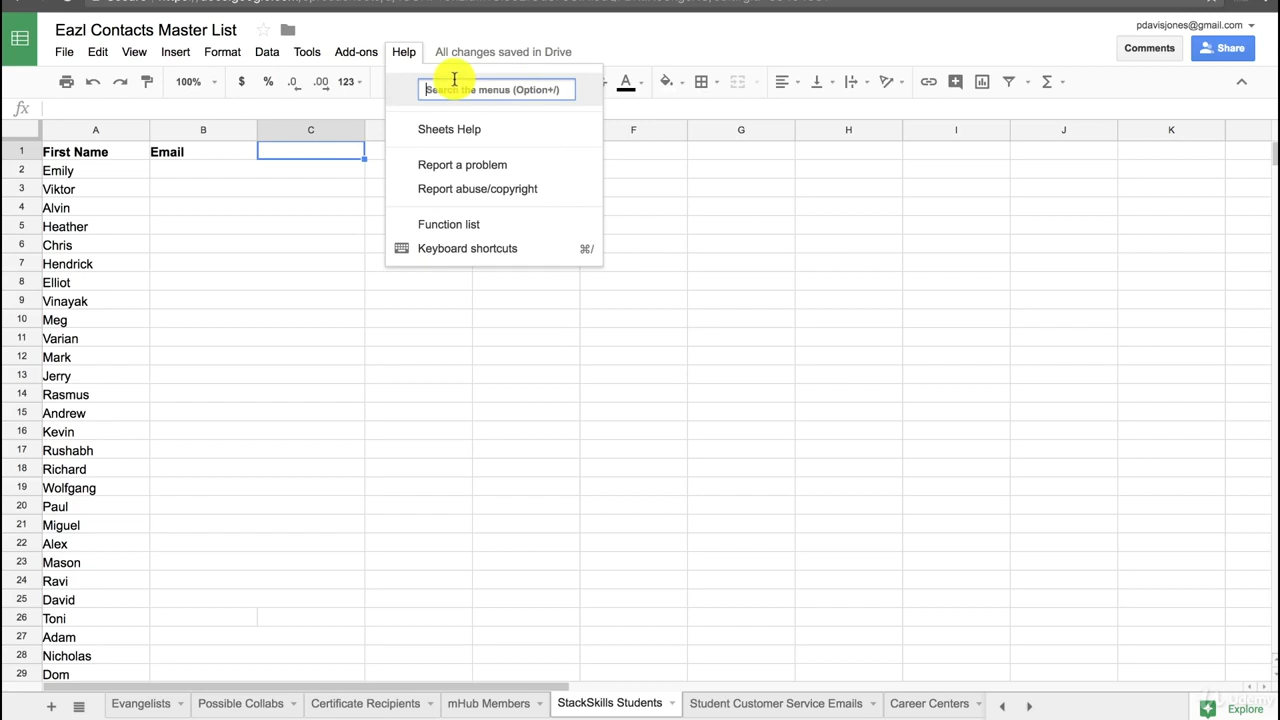 Eazl Contacts Master List
pdavisjones@gmail.com
File Edit View Insert Format Data Tools Add-ons Help All changes saved in Drive
Comments Share
100% $ % .0 .00 123 A
Search the menus (Option+/)
fx
Sheets Help
Report a problem
Report abuse/copyright
Function list
Keyboard shortcuts ⌘/
A B C F G H I J K
1 First Name Email
2 Emily
3 Viktor
4 Alvin
5 Heather
6 Chris
7 Hendrick
8 Elliot
9 Vinayak
10 Meg
11 Varian
12 Mark
13 Jerry
14 Rasmus
15 Andrew
16 Kevin
17 Rushabh
18 Richard
19 Wolfgang
20 Paul
21 Miguel
22 Alex
23 Mason
24 Ravi
25 David
26 Toni
27 Adam
28 Nicholas
29 Dom
Evangelists Possible Collabs Certificate Recipients mHub Members StackSkills Students Student Customer Service Emails Career Centers Explore
Udemy